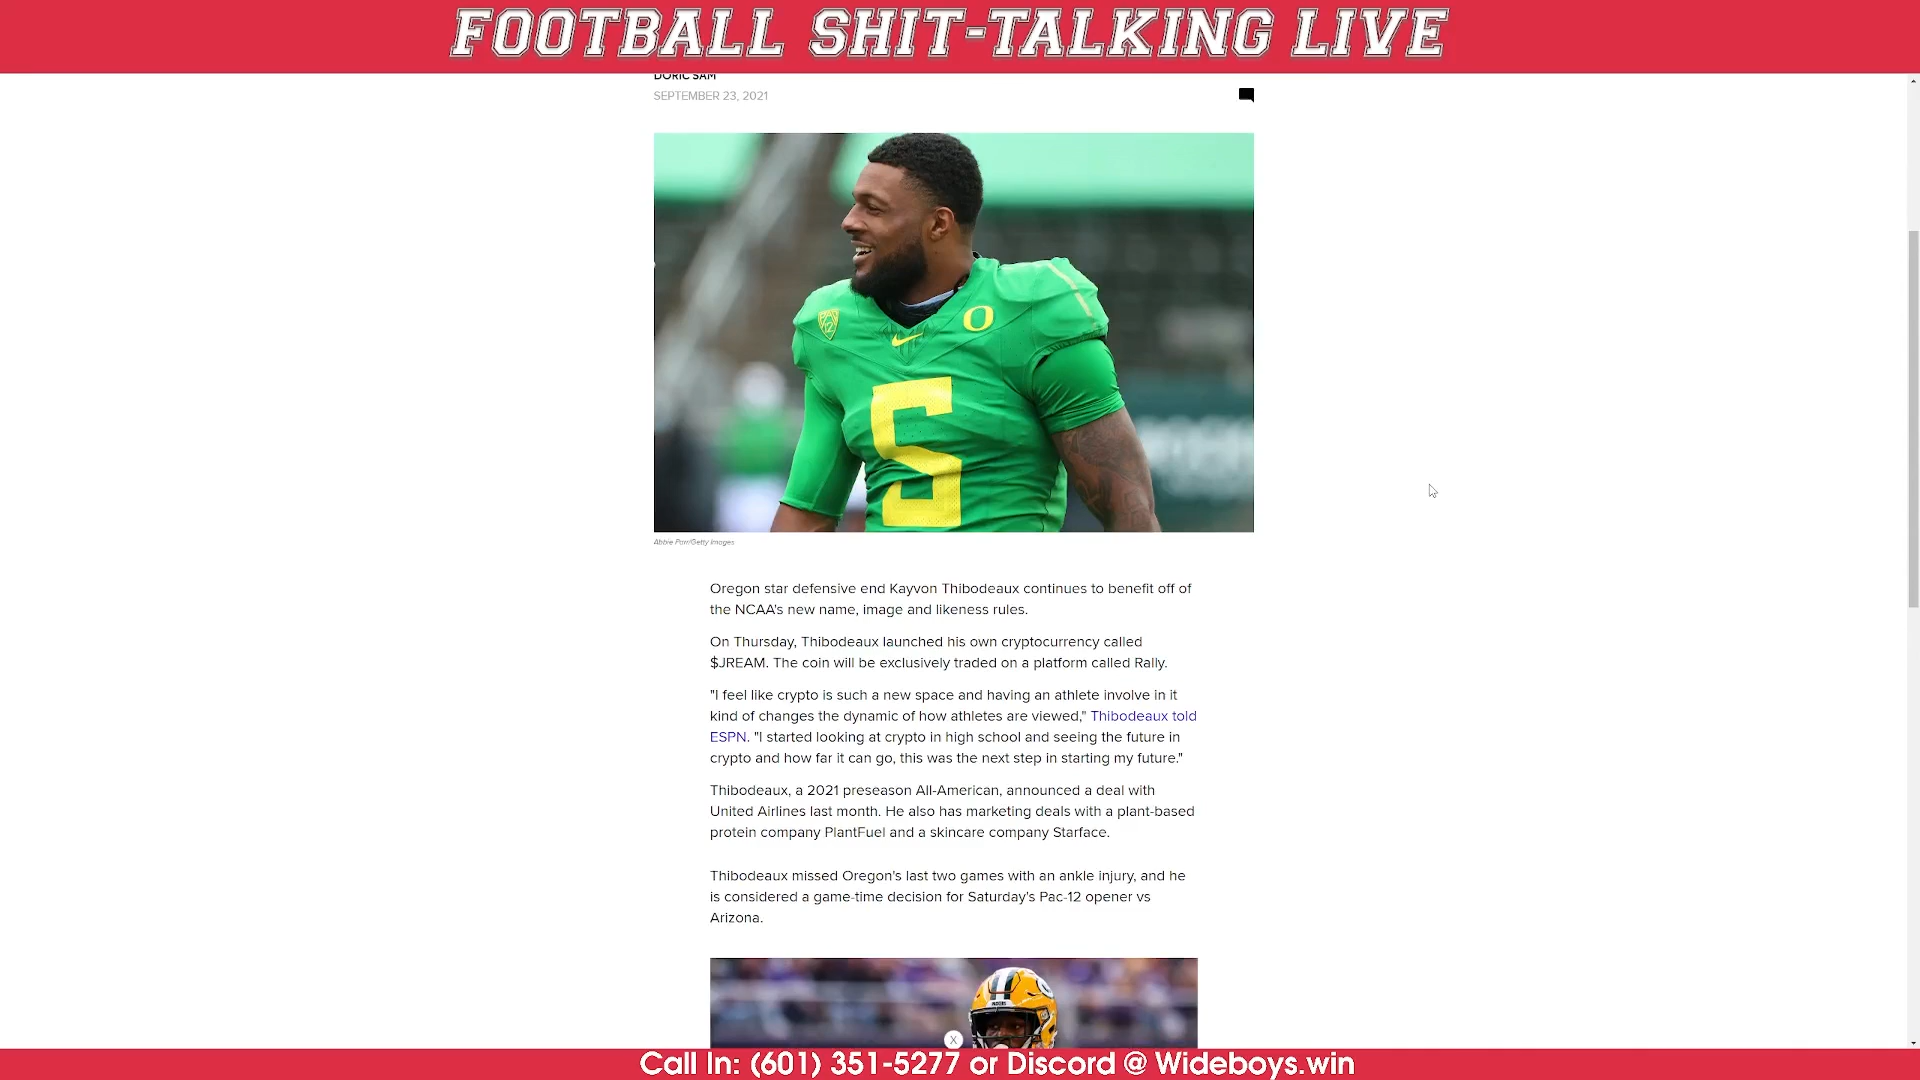 FOOTBALL SHIT-TALKING LIVE
DORIC SAM
SEPTEMBER 23, 2021
PAC
12
O
5
Abbie Parr/Getty Images
Oregon star defensive end Kayvon Thibodeaux continues to benefit off of
the NCAA's new name, image and likeness rules.
On Thursday, Thibodeaux launched his own cryptocurrency called
$JREAM. The coin will be exclusively traded on a platform called Rally.
"I feel like crypto is such a new space and having an athlete involve in it
kind of changes the dynamic of how athletes are viewed," Thibodeaux told
ESPN. "I started looking at crypto in high school and seeing the future in
crypto and how far it can go, this was the next step in starting my future."
Thibodeaux, a 2021 preseason All-American, announced a deal with
United Airlines last month. He also has marketing deals with a plant-based
protein company PlantFuel and a skincare company Starface.
Thibodeaux missed Oregon's last two games with an ankle injury, and he
is considered a game-time decision for Saturday's Pac-12 opener vs
Arizona.
X
Call In: (601) 351-5277 or Discord @ Wideboys.win